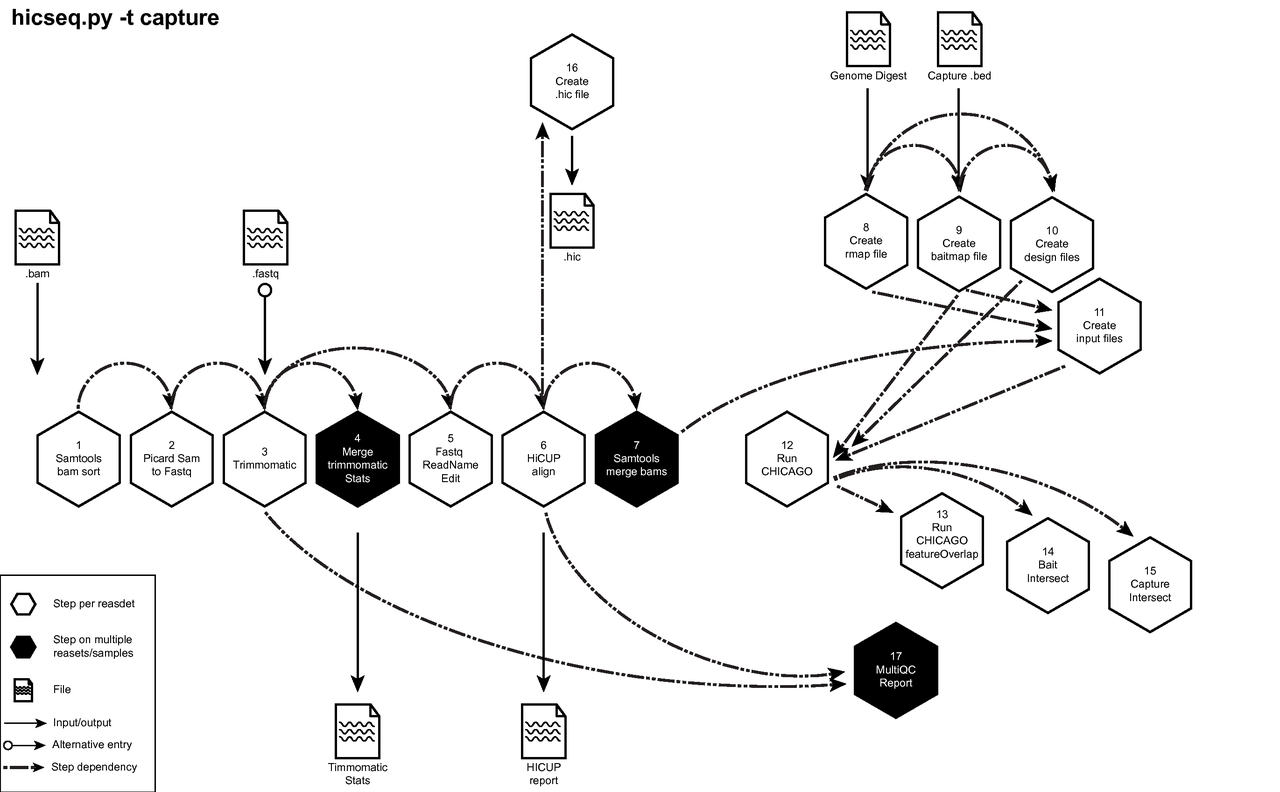 hicseq.py -t capture
16
Create
.hic file
Genome Digest
Capture .bed
.hic
.bam
.fastq
8
Create
rmap file
9
Create
baitmap file
10
Create
design files
11
Create
input files
1
Samtools
bam sort
2
Picard Sam
to Fastq
3
Trimmomatic
4
Merge
trimmomatic
Stats
5
Fastq
ReadName
Edit
6
HiCUP
align
7
Samtools
merge bams
12
Run
CHICAGO
13
Run
CHICAGO
featureOverlap
14
Bait
Intersect
15
Capture
Intersect
17
MultiQC
Report
Step per reasdet
Step on multiple
reasets/samples
File
Input/output
Alternative entry
Step dependency
Timmomatic
Stats
HICUP
report